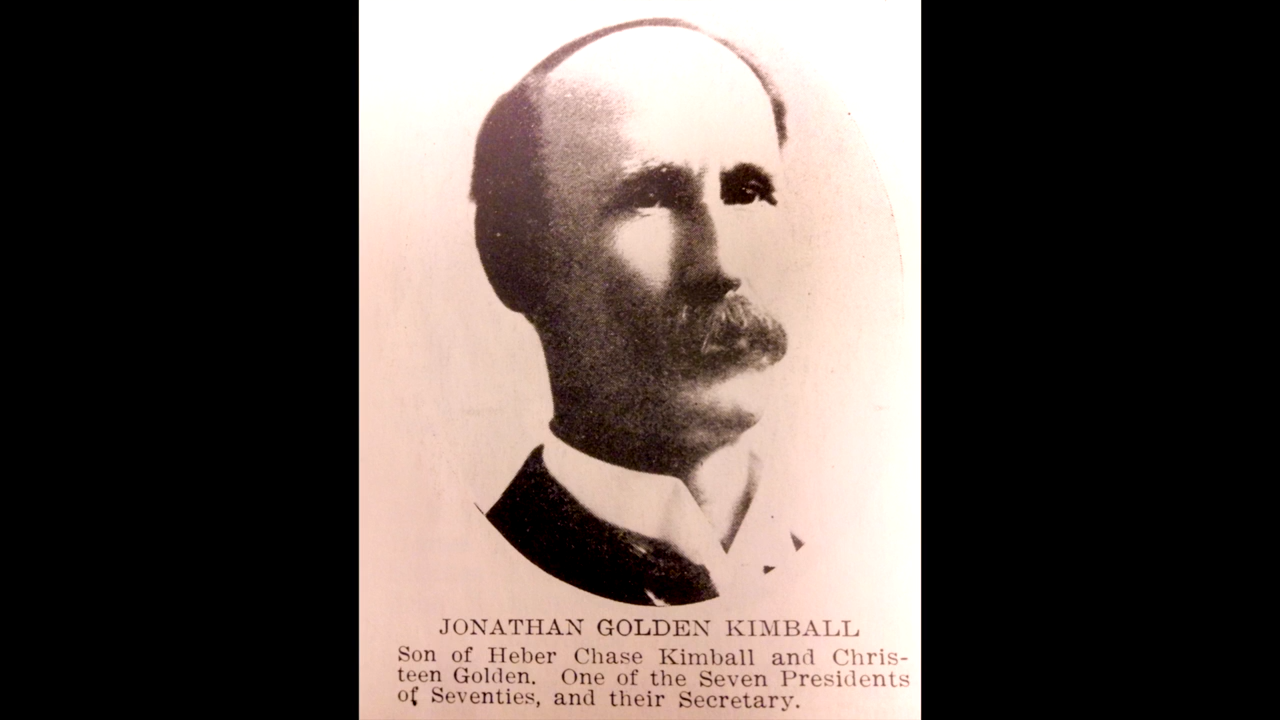 JONATHAN GOLDEN KIMBALL
Son of Heber Chase Kimball and Chris-
teen Golden. One of the Seven Presidents
of Seventies, and their Secretary.